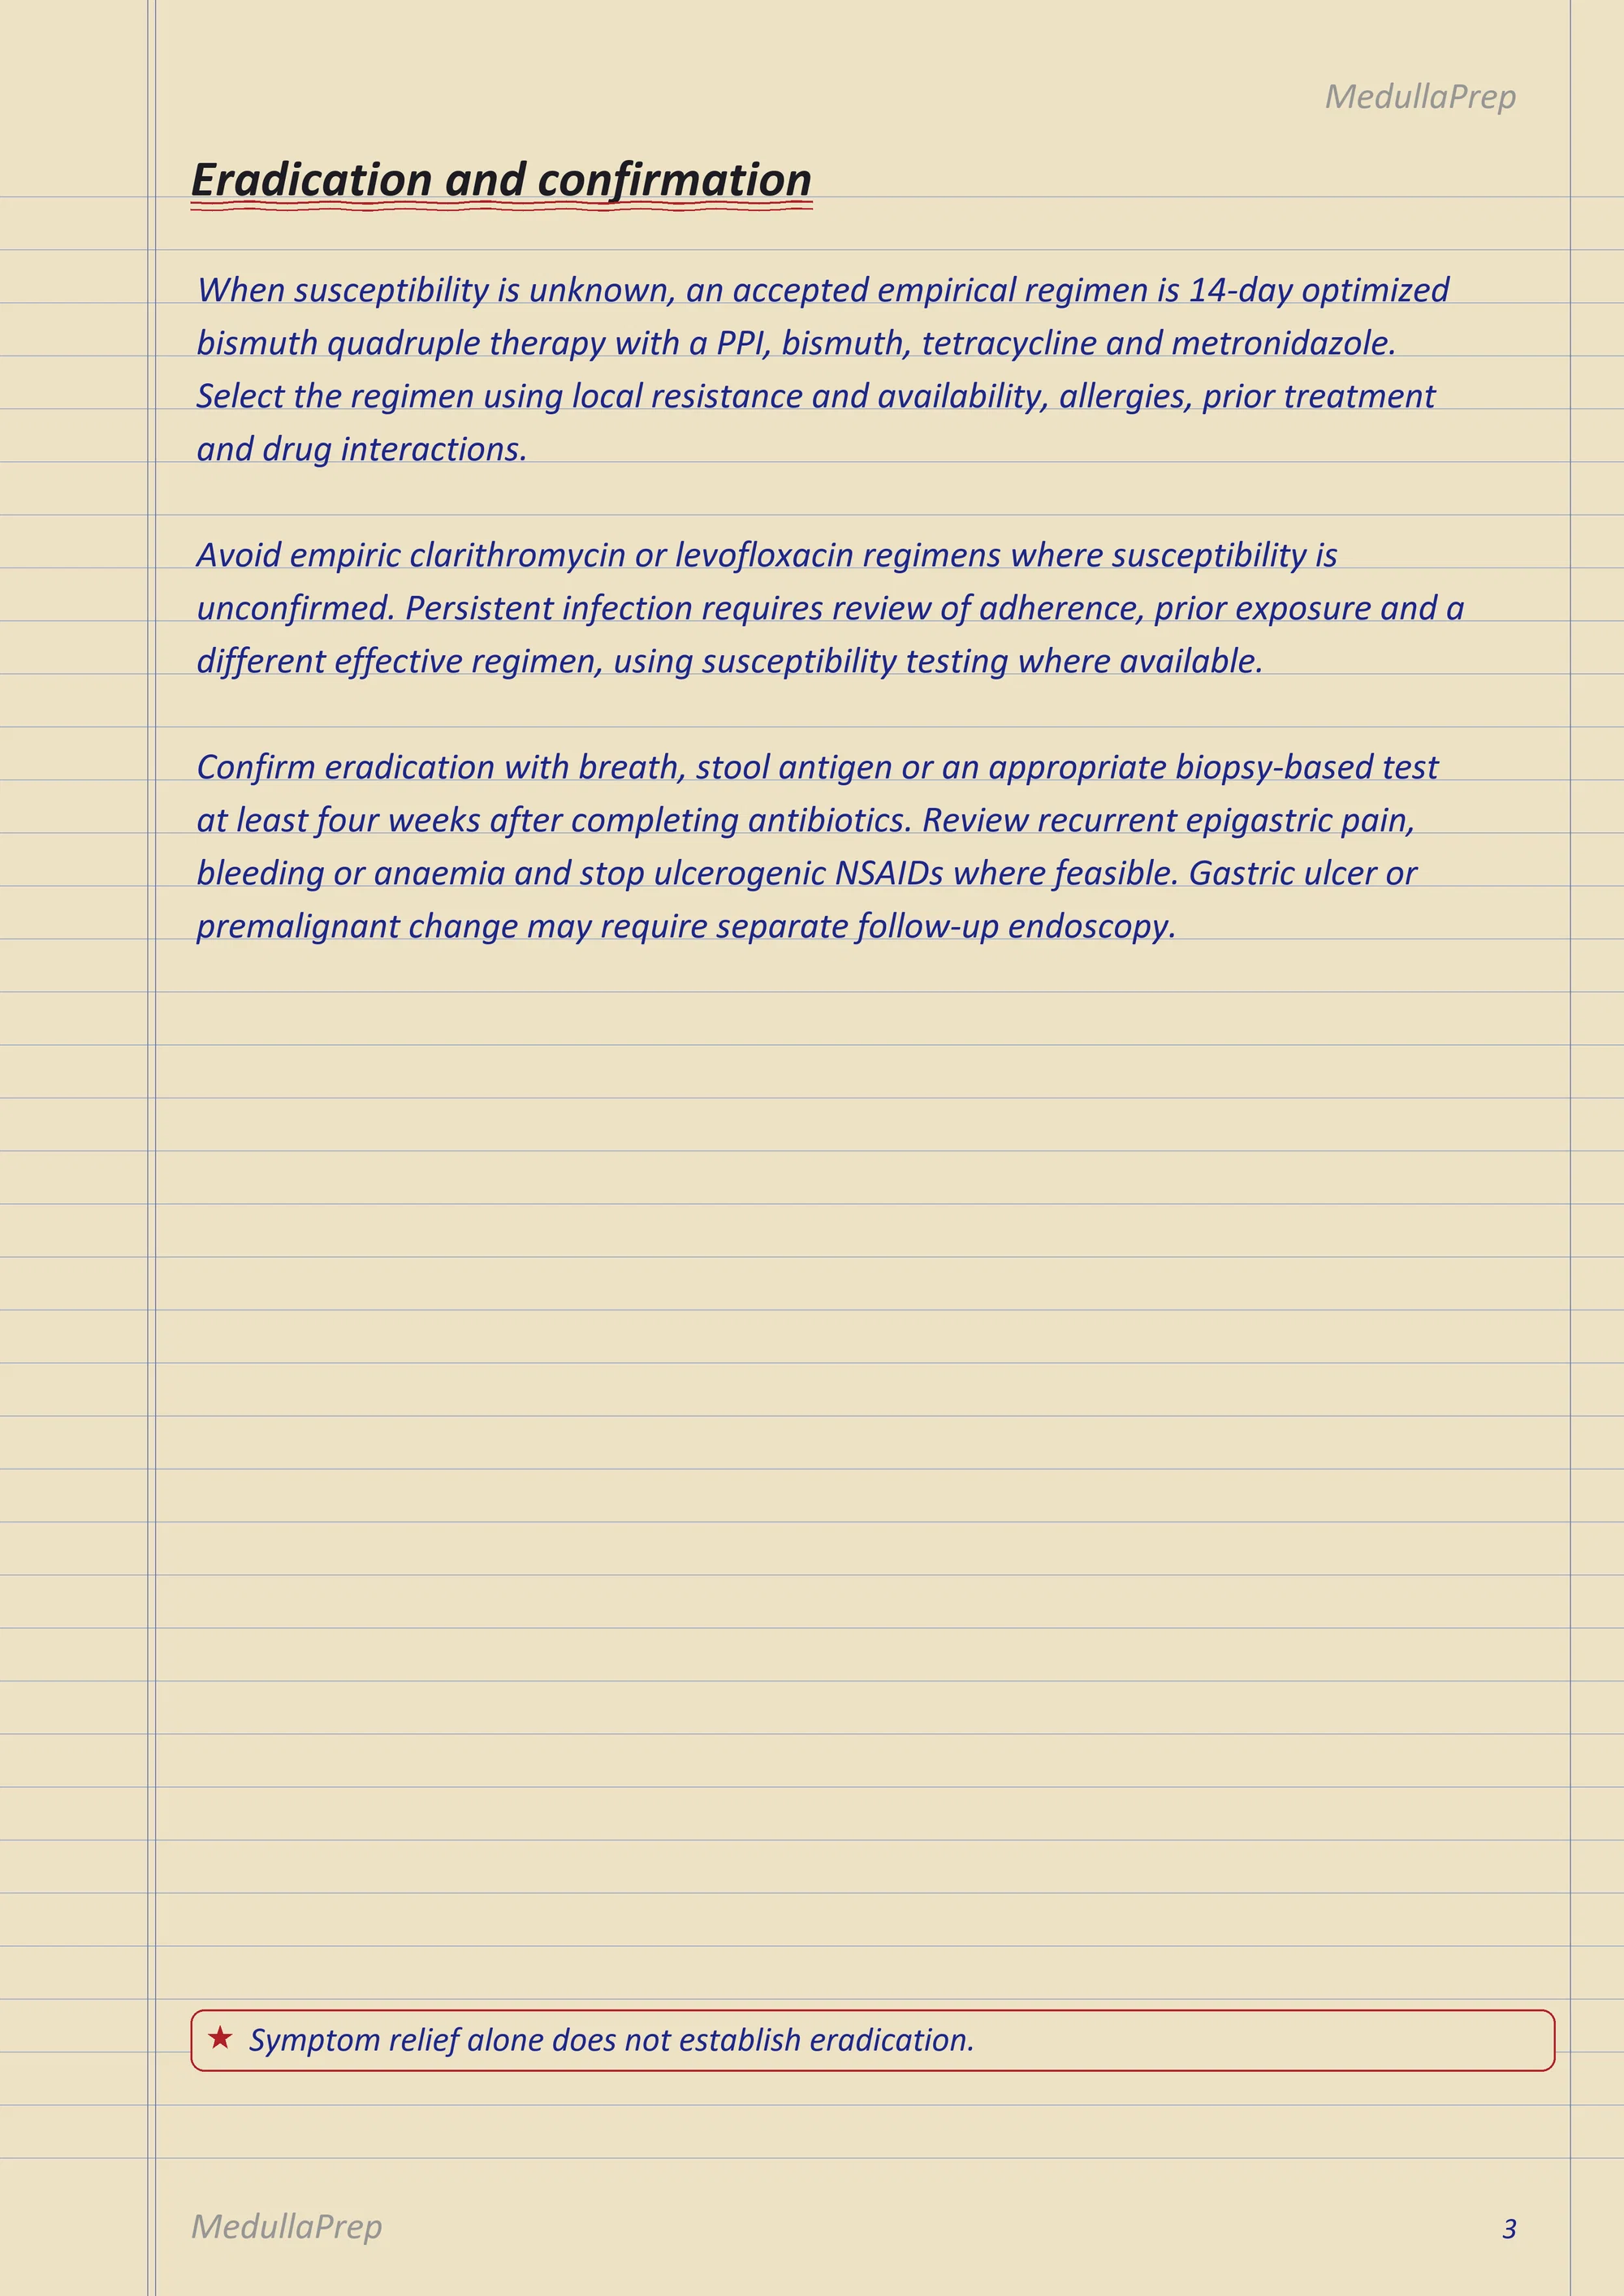 MedullaPrep
Eradication and confirmation
When susceptibility is unknown, an accepted empirical regimen is 14-day optimized
bismuth quadruple therapy with a PPI, bismuth, tetracycline and metronidazole.
Select the regimen using local resistance and availability, allergies, prior treatment
and drug interactions.
Avoid empiric clarithromycin or levofloxacin regimens where susceptibility is
unconfirmed. Persistent infection requires review of adherence, prior exposure and a
different effective regimen, using susceptibility testing where available.
Confirm eradication with breath, stool antigen or an appropriate biopsy-based test
at least four weeks after completing antibiotics. Review recurrent epigastric pain,
bleeding or anaemia and stop ulcerogenic NSAIDs where feasible. Gastric ulcer or
premalignant change may require separate follow-up endoscopy.
★ Symptom relief alone does not establish eradication.
MedullaPrep
3